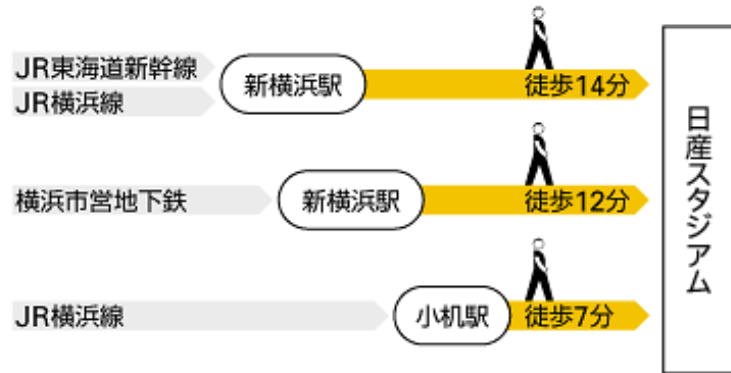 JR東海道新幹線
JR横浜線
新横浜駅
徒歩14分
横浜市営地下鉄
新横浜駅
徒歩12分
JR横浜線
小机駅
徒歩7分
日産スタジアム